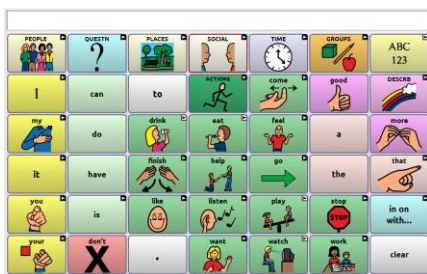 PEOPLE QUESTN PLACES SOCIAL TIME GROUPS ABC
?
123
I can to ACTIONS come good DESCRB
my do drink eat feel a more
it have finish help go the that
you is like listen play stop in on
STOP
with...
your don't . want watch work clear
X